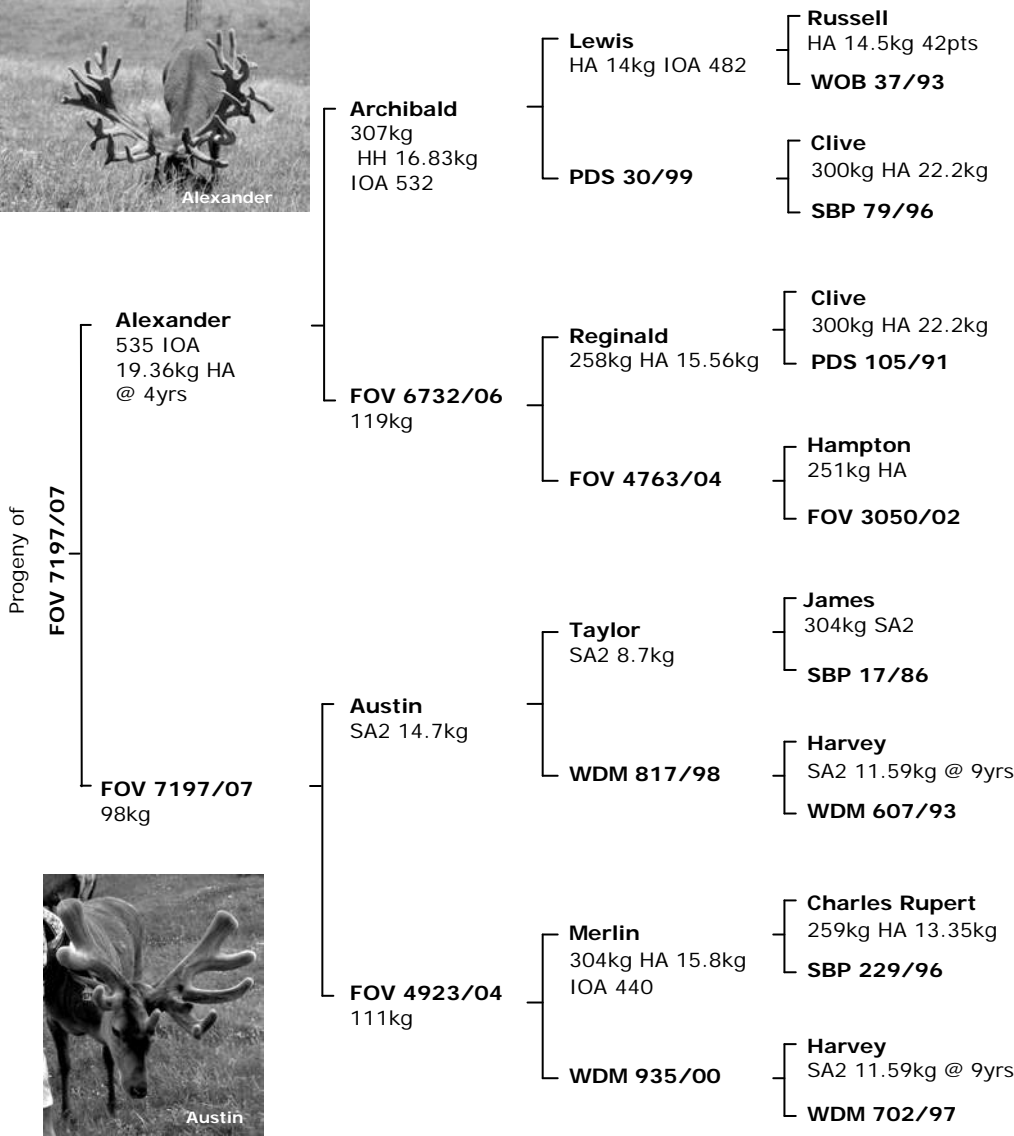 Alexander
Progeny of
FOV 7197/07
Alexander
535 IOA
19.36kg HA
@ 4yrs
FOV 7197/07
98kg
Austin
Archibald
307kg
HH 16.83kg
IOA 532
FOV 6732/06
119kg
Austin
SA2 14.7kg
FOV 4923/04
111kg
Lewis
HA 14kg IOA 482
PDS 30/99
Reginald
258kg HA 15.56kg
FOV 4763/04
Taylor
SA2 8.7kg
WDM 817/98
Merlin
304kg HA 15.8kg
IOA 440
WDM 935/00
Russell
HA 14.5kg 42pts
WOB 37/93
Clive
300kg HA 22.2kg
SBP 79/96
Clive
300kg HA 22.2kg
PDS 105/91
Hampton
251kg HA
FOV 3050/02
James
304kg SA2
SBP 17/86
Harvey
SA2 11.59kg @ 9yrs
WDM 607/93
Charles Rupert
259kg HA 13.35kg
SBP 229/96
Harvey
SA2 11.59kg @ 9yrs
WDM 702/97